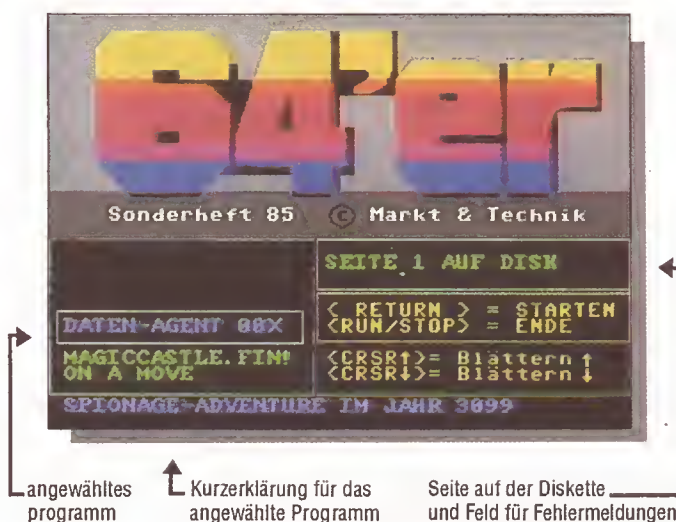 64'er
Sonderheft 85 © Markt & Technik
SEITE 1 AUF DISK
DATEN-AGENT 00X
MAGICCASTLE.FIN!
ON A MOVE
< RETURN > = STARTEN
<RUN/STOP> = ENDE
<CRSR↑>= Blättern ↑
<CRSR↓>= Blättern ↓
SPIONAGE-ADVENTURE IM JAHR 3099
angewähltes
programm
Kurzerklärung für das
angewählte Programm
Seite auf der Diskette
und Feld für Fehlermeldungen